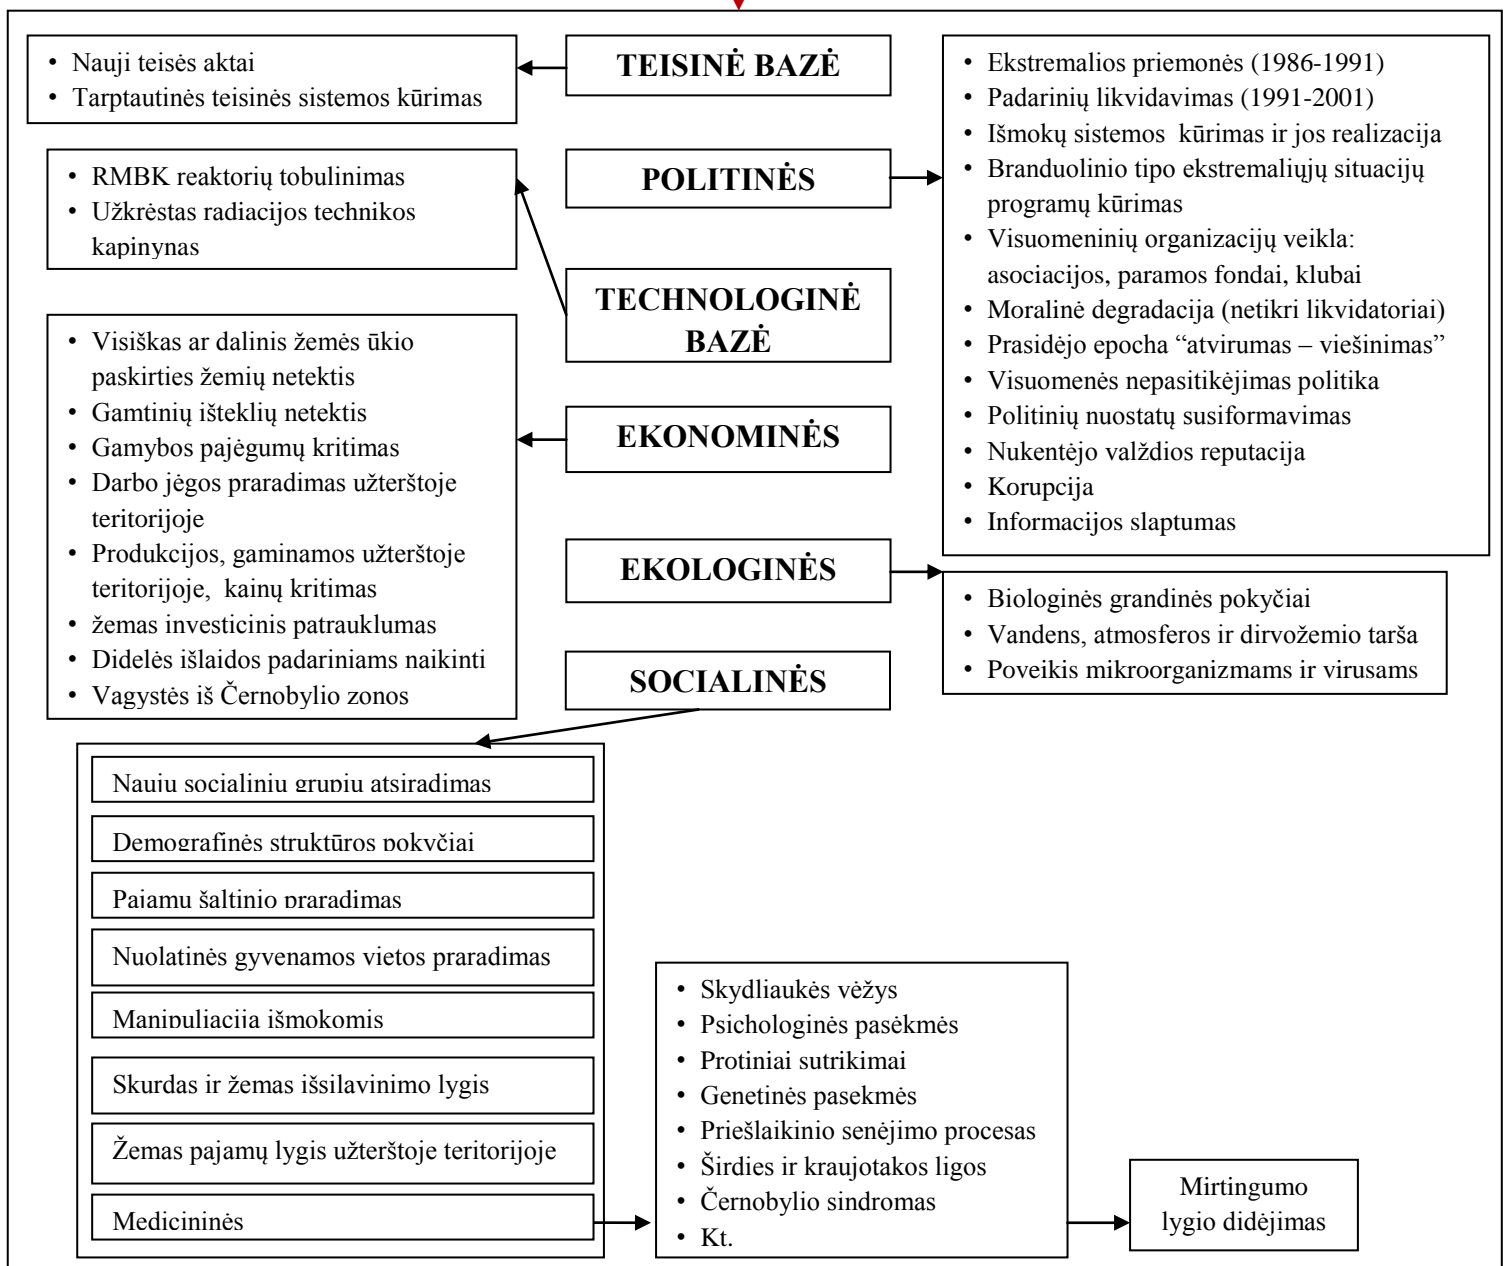 TEISINĖ BAZĖ
• Nauji teisės aktai
• Tarptautinės teisinės sistemos kūrimas
POLITINĖS
• Ekstremalios priemonės (1986-1991)
• Padarinių likvidavimas (1991-2001)
• Išmokų sistemos kūrimas ir jos realizacija
• Branduolinio tipo ekstremaliųjų situacijų
programų kūrimas
• Visuomeninių organizacijų veikla:
asociacijos, paramos fondai, klubai
• Moralinė degradacija (netikri likvidatoriai)
• Prasidėjo epocha “atvirumas – viešinimas”
• Visuomenės nepasitikėjimas politika
• Politinių nuostatų susiformavimas
• Nukentėjo valždios reputacija
• Korupcija
• Informacijos slaptumas
TECHNOLOGINĖ
BAZĖ
• RMBK reaktorių tobulinimas
• Užkrėstas radiacijos technikos
kapinynas
EKONOMINĖS
• Visiškas ar dalinis žemės ūkio
paskirties žemių netektis
• Gamtinių išteklių netektis
• Gamybos pajėgumų kritimas
• Darbo jėgos praradimas užterštoje
teritorijoje
• Produkcijos, gaminamos užterštoje
teritorijoje, kainų kritimas
• žemas investicinis patrauklumas
• Didelės išlaidos padariniams naikinti
• Vagystės iš Černobylio zonos
EKOLOGINĖS
• Biologinės grandinės pokyčiai
• Vandens, atmosferos ir dirvožemio tarša
• Poveikis mikroorganizmams ir virusams
SOCIALINĖS
Naujų socialinių grupių atsiradimas
Demografinės struktūros pokyčiai
Pajamų šaltinio praradimas
Nuolatinės gyvenamos vietos praradimas
Manipuliacija išmokomis
Skurdas ir žemas išsilavinimo lygis
Žemas pajamų lygis užterštoje teritorijoje
Medicininės
• Skydliaukės vėžys
• Psichologinės pasėkmės
• Protiniai sutrikimai
• Genetinės pasekmės
• Priešlaikinio senėjimo procesas
• Širdies ir kraujotakos ligos
• Černobylio sindromas
• Kt.
Mirtingumo
lygio didėjimas